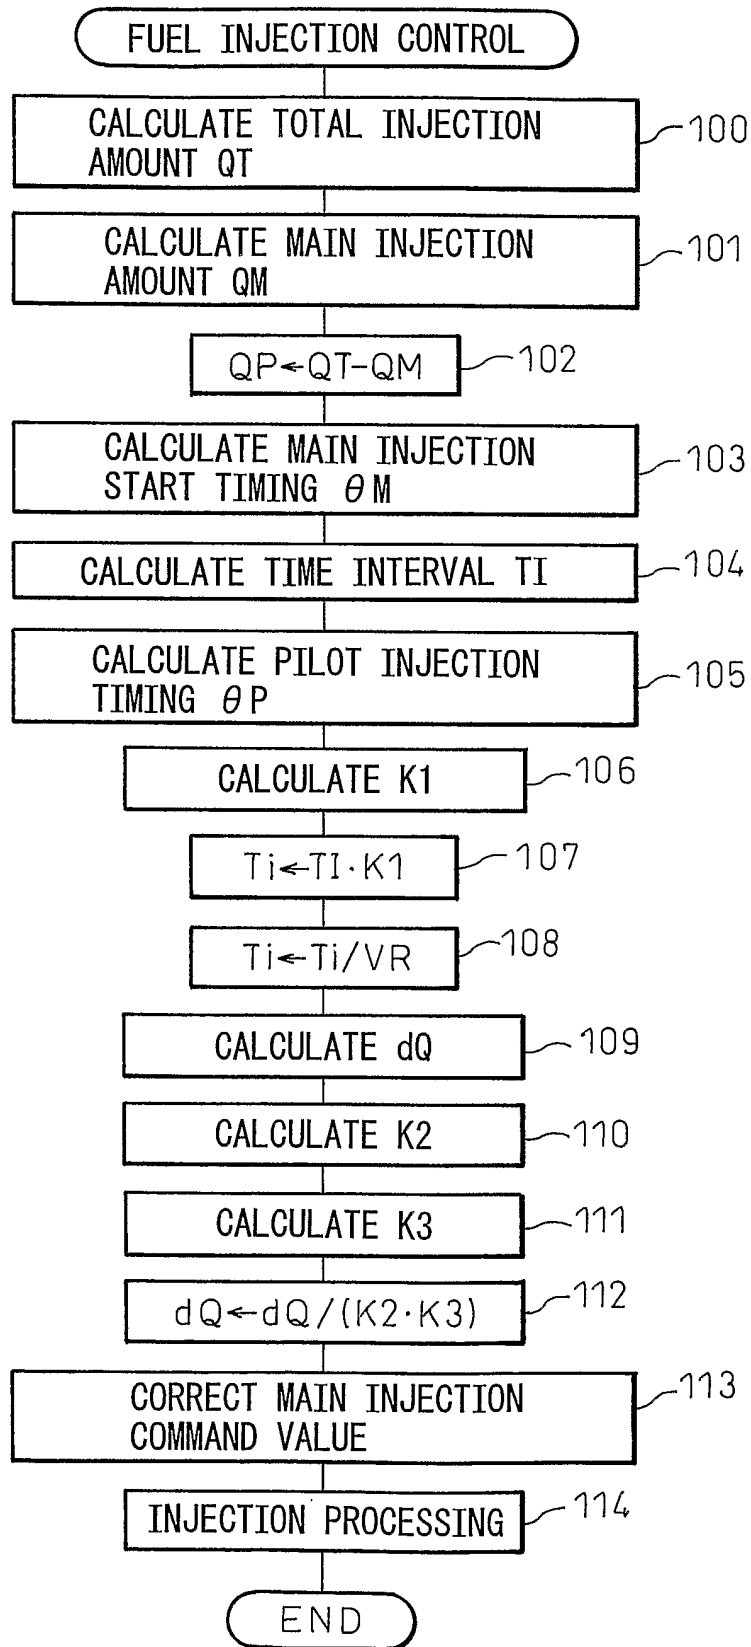 FUEL INJECTION CONTROL
CALCULATE TOTAL INJECTION
AMOUNT QT
100
CALCULATE MAIN INJECTION
AMOUNT QM
101
QP←QT-QM
102
CALCULATE MAIN INJECTION
START TIMING θM
103
CALCULATE TIME INTERVAL TI
104
CALCULATE PILOT INJECTION
TIMING θP
105
CALCULATE K1
106
Ti←TI·K1
107
Ti←Ti/VR
108
CALCULATE dQ
109
CALCULATE K2
110
CALCULATE K3
111
dQ←dQ/(K2·K3)
112
CORRECT MAIN INJECTION
COMMAND VALUE
113
INJECTION PROCESSING
114
END